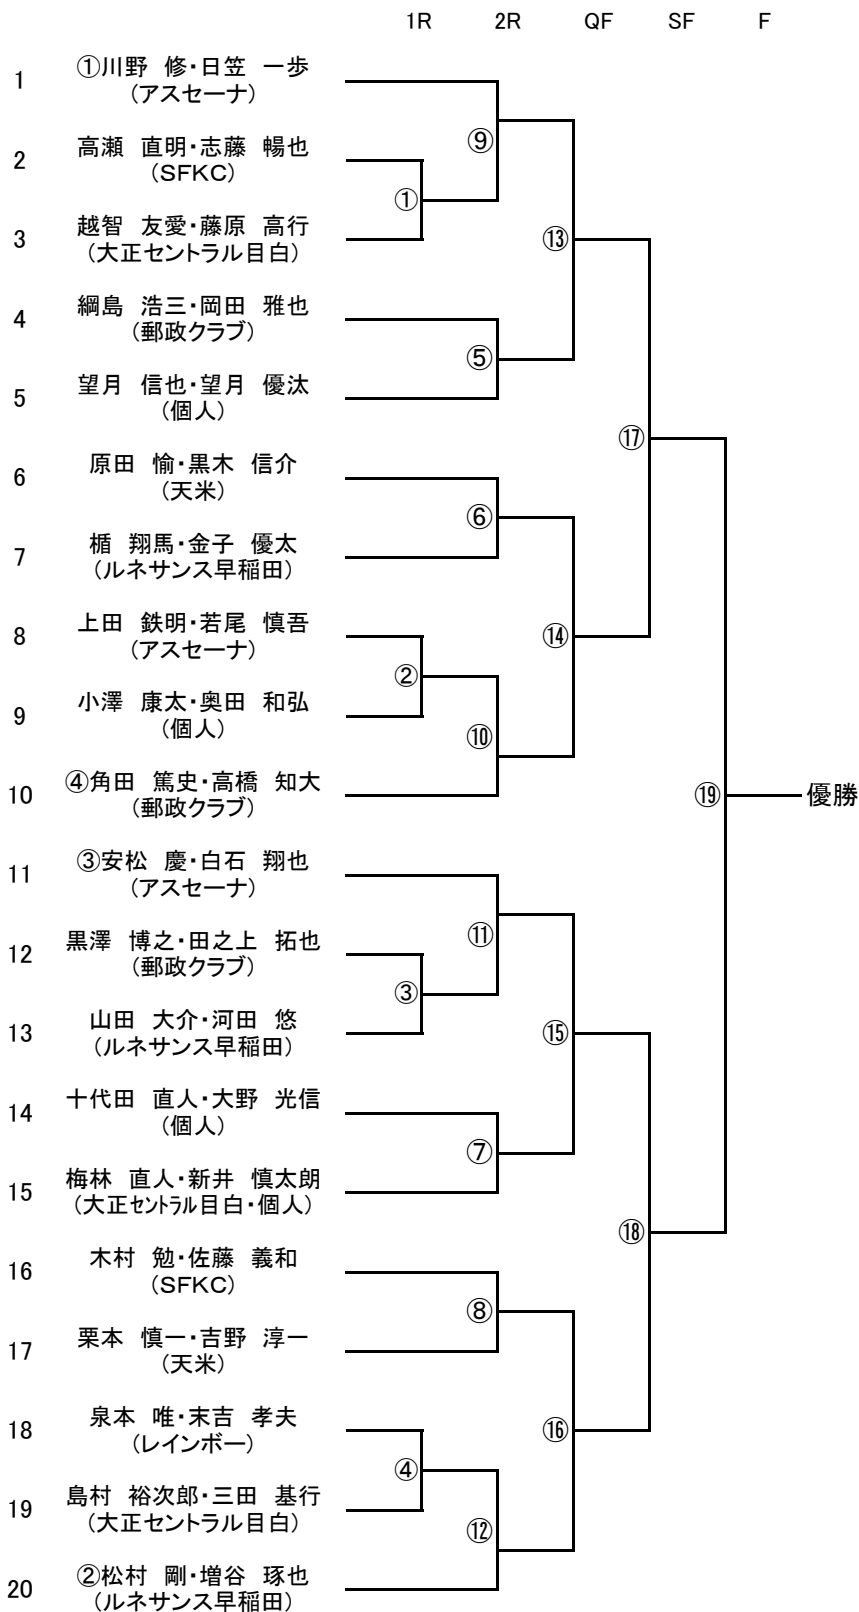 1R 2R QF SF F
1 ①川野 修・日笠 一歩
(アスセーナ)
2 高瀬 直明・志藤 暢也
(SFKC)
①
⑨
3 越智 友愛・藤原 高行
(大正セントラル目白)
⑬
4 綱島 浩三・岡田 雅也
(郵政クラブ)
⑤
5 望月 信也・望月 優汰
(個人)
⑰
6 原田 愉・黒木 信介
(天米)
⑥
7 楯 翔馬・金子 優太
(ルネサンス早稲田)
8 上田 鉄明・若尾 慎吾
(アスセーナ)
⑭
②
9 小澤 康太・奥田 和弘
(個人)
⑩
10 ④角田 篤史・高橋 知大
(郵政クラブ)
⑲ 優勝
11 ③安松 慶・白石 翔也
(アスセーナ)
⑪
12 黒澤 博之・田之上 拓也
(郵政クラブ)
③
13 山田 大介・河田 悠
(ルネサンス早稲田)
⑮
14 十代田 直人・大野 光信
(個人)
⑦
15 梅林 直人・新井 慎太朗
(大正セントラル目白・個人)
⑱
16 木村 勉・佐藤 義和
(SFKC)
⑧
17 栗本 慎一・吉野 淳一
(天米)
18 泉本 唯・末吉 孝夫
(レインボー)
⑯
④
19 島村 裕次郎・三田 基行
(大正セントラル目白)
⑫
20 ②松村 剛・増谷 琢也
(ルネサンス早稲田)